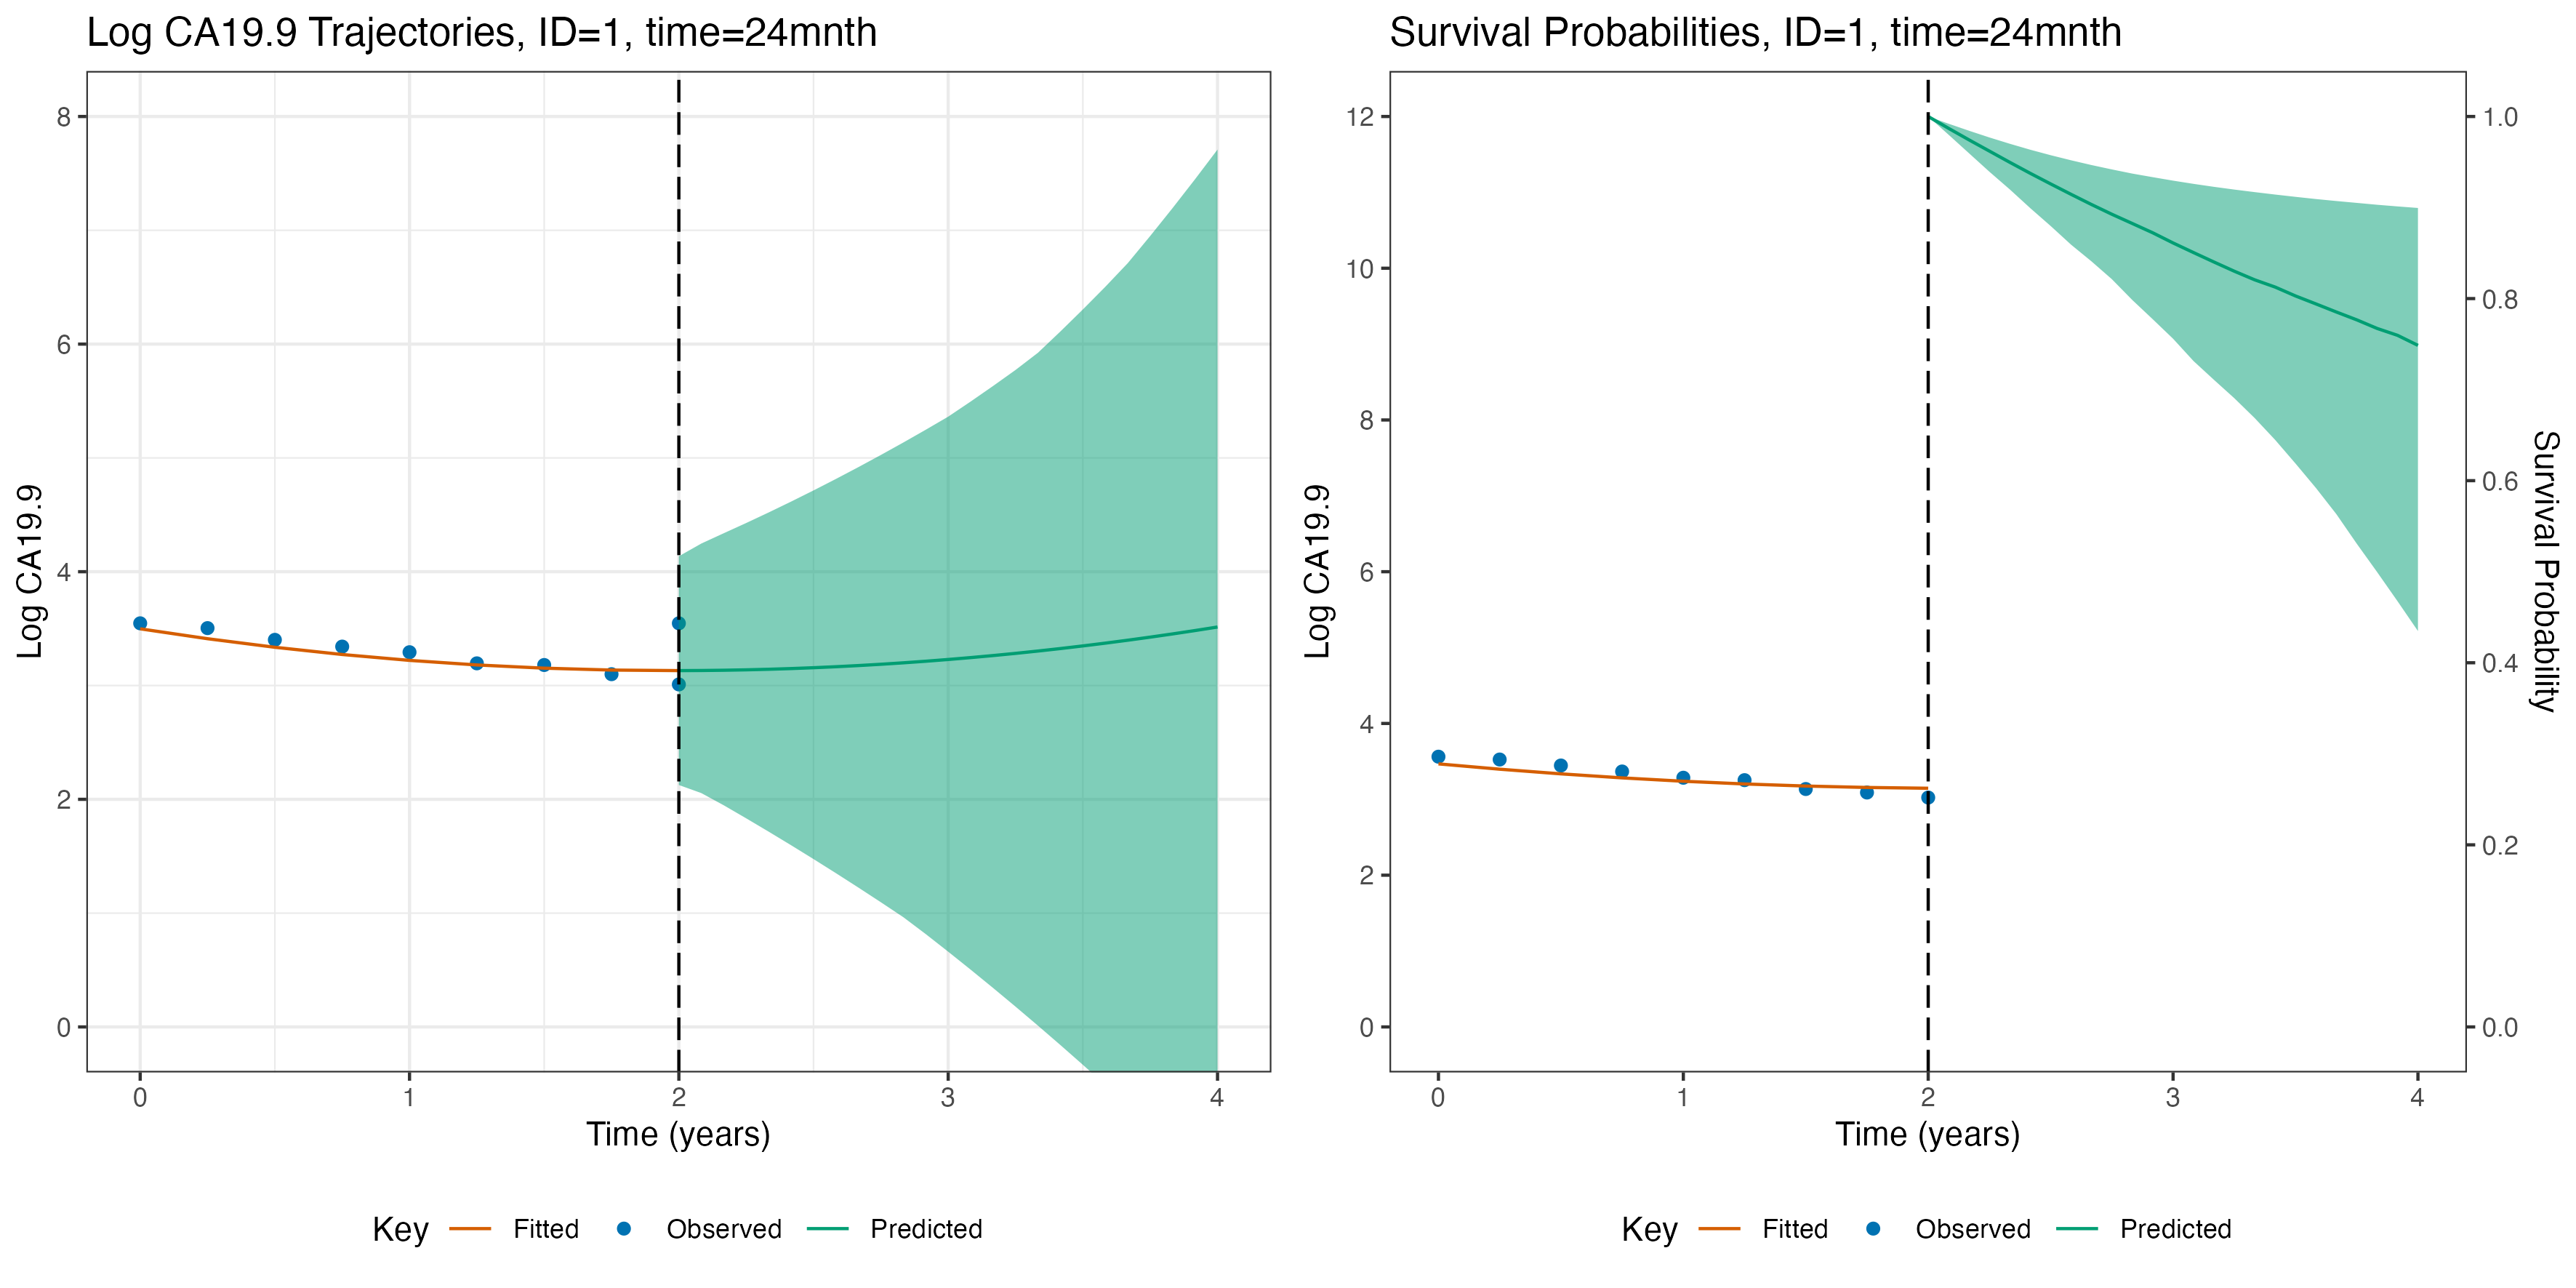 Log CA19.9 Trajectories, ID=1, time=24mnth
8
6
4
2
0
Log CA19.9
0 1 2 3 4
Time (years)
Key Fitted Observed Predicted
Survival Probabilities, ID=1, time=24mnth
12
10
8
6
4
2
0
Log CA19.9
1.0
0.8
0.6
0.4
0.2
0.0
Survival Probability
0 1 2 3 4
Time (years)
Key Fitted Observed Predicted